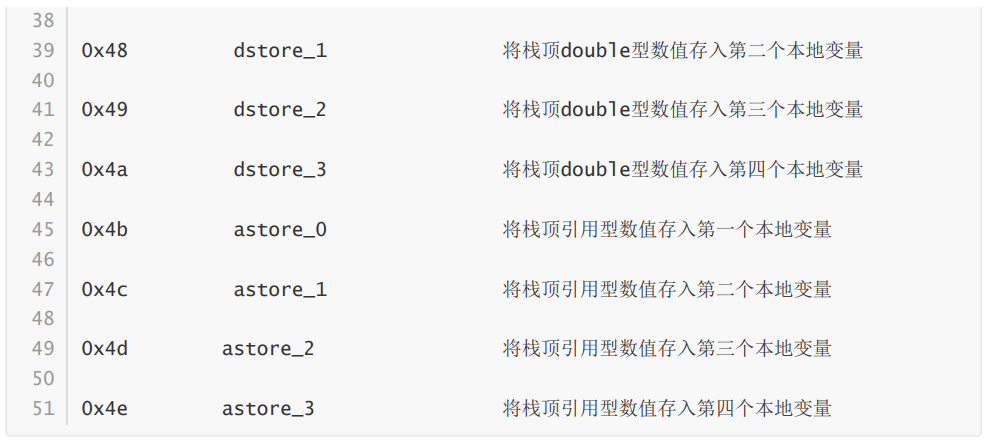 38
39 0x48 dstore_1 将栈顶double型数值存入第二个本地变量
40
41 0x49 dstore_2 将栈顶double型数值存入第三个本地变量
42
43 0x4a dstore_3 将栈顶double型数值存入第四个本地变量
44
45 0x4b astore_0 将栈顶引用型数值存入第一个本地变量
46
47 0x4c astore_1 将栈顶引用型数值存入第二个本地变量
48
49 0x4d astore_2 将栈顶引用型数值存入第三个本地变量
50
51 0x4e astore_3 将栈顶引用型数值存入第四个本地变量